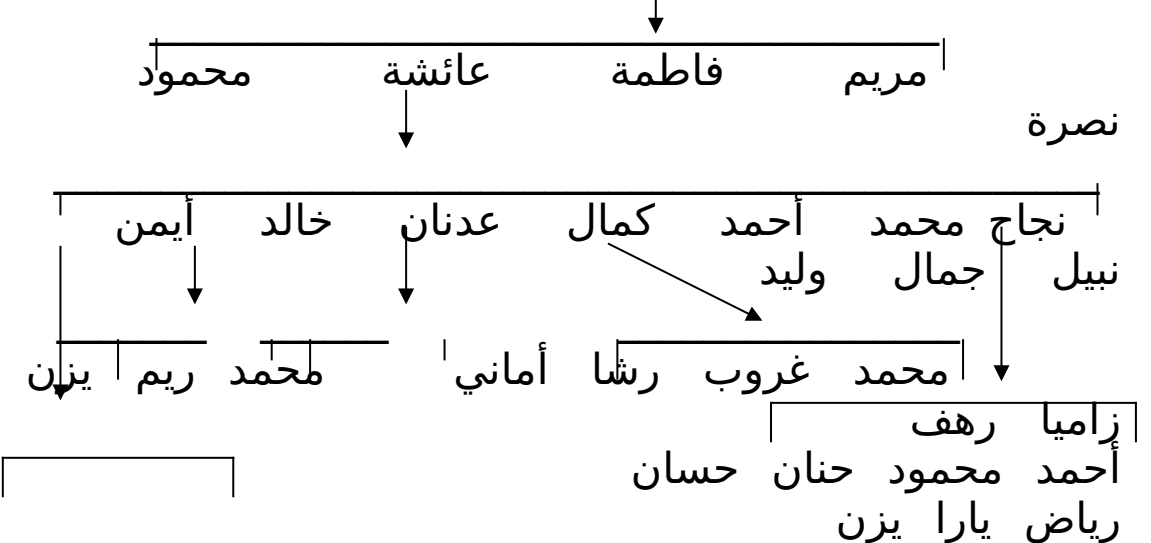 مريم فاطمة عائشة محمود
نصرة
نجاح محمد أحمد كمال عدنان خالد أيمن
نبيل جمال وليد
محمد غروب رشا أماني محمد ريم يزن
زاميا رهف
أحمد محمود حنان حسان
رياض يارا يزن